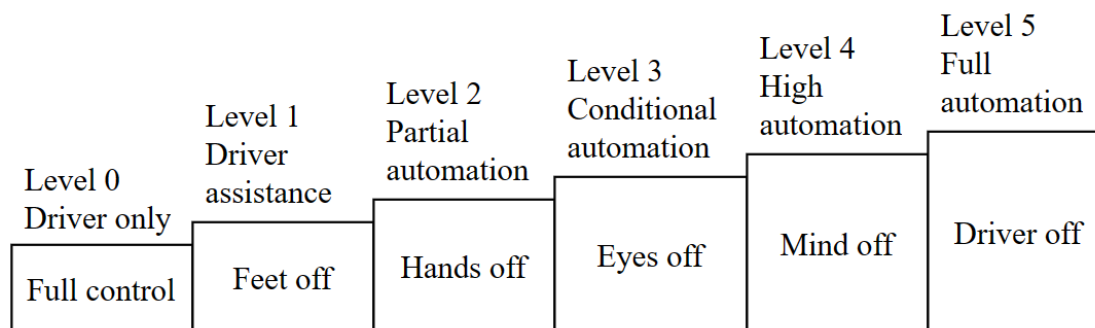 Level 0
Driver only
Full control
Level 1
Driver
assistance
Feet off
Level 2
Partial
automation
Hands off
Level 3
Conditional
automation
Eyes off
Level 4
High
automation
Mind off
Level 5
Full
automation
Driver off